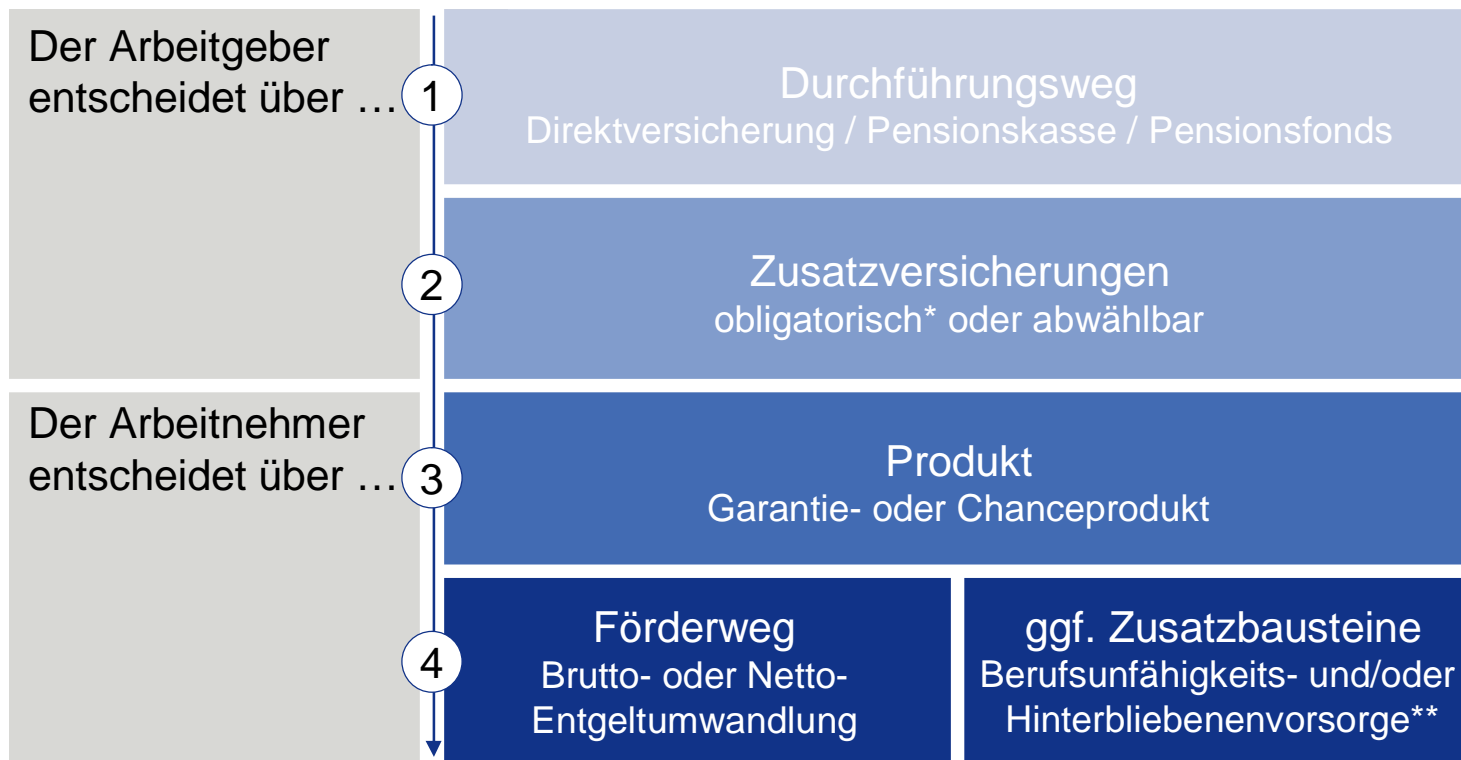 Der Arbeitgeber
entscheidet über …
1
Durchführungsweg
Direktversicherung / Pensionskasse / Pensionsfonds
2
Zusatzversicherungen
obligatorisch* oder abwählbar
Der Arbeitnehmer
entscheidet über …
3
Produkt
Garantie- oder Chanceprodukt
4
Förderweg
Brutto- oder Netto-
Entgeltumwandlung
ggf. Zusatzbausteine
Berufsunfähigkeits- und/oder
Hinterbliebenenvorsorge**